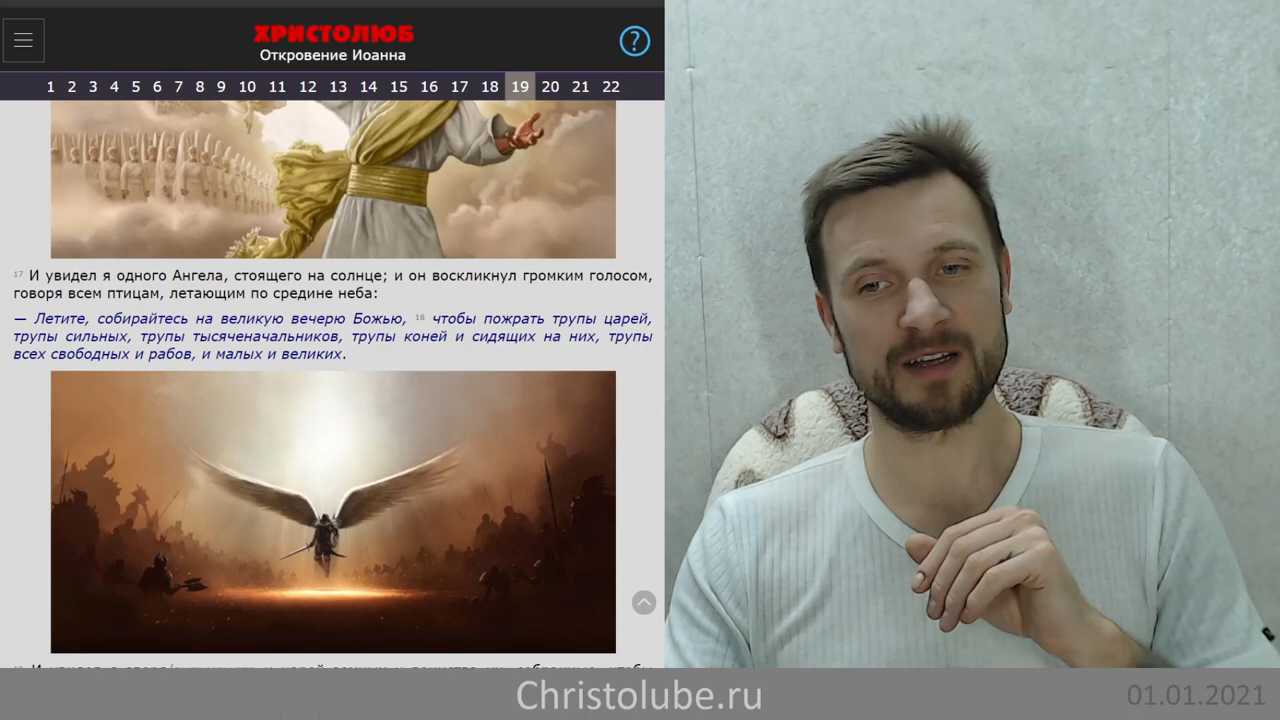 ХРИСТОЛЮБ
Откровение Иоанна
?
1 2 3 4 5 6 7 8 9 10 11 12 13 14 15 16 17 18 19 20 21 22
17 И увидел я одного Ангела, стоящего на солнце; и он воскликнул громким голосом,
говоря всем птицам, летающим по средине неба:
— Летите, собирайтесь на великую вечерю Божью, 18 чтобы пожрать трупы царей,
трупы сильных, трупы тысяченачальников, трупы коней и сидящих на них, трупы
всех свободных и рабов, и малых и великих.
Christolube.ru
01.01.2021